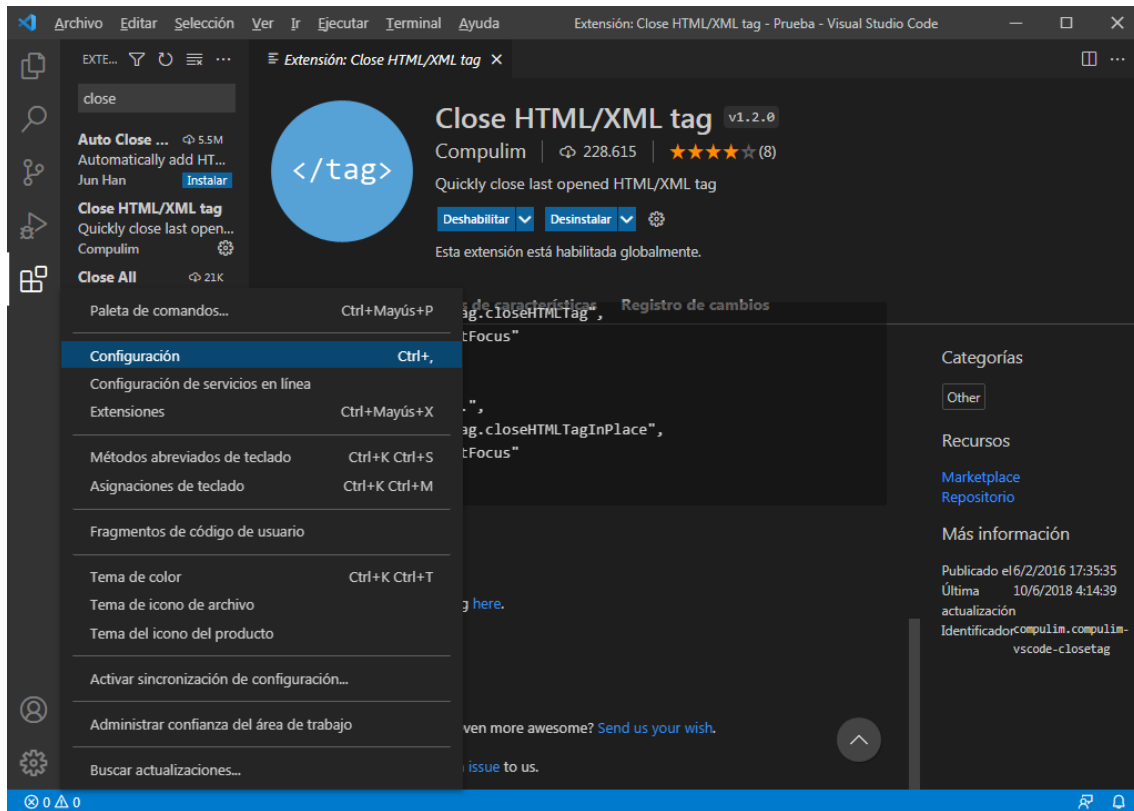 Archivo Editar Selección Ver Ir Ejecutar Terminal Ayuda Extensión: Close HTML/XML tag - Prueba - Visual Studio Code
EXTE...
Extensión: Close HTML/XML tag
close
Auto Close ... 5.5M
Automatically add HT...
Jun Han Instalar
Close HTML/XML tag
Quickly close last open...
Compulim
Close All 21K
</tag>
Close HTML/XML tag v1.2.0
Compulim 228.615 (8)
Quickly close last opened HTML/XML tag
Deshabilitar Desinstalar
Esta extensión está habilitada globalmente.
s de características Registro de cambios
ag.closeHTMLTag",
tFocus"
.",
ag.closeHTMLTagInPlace",
tFocus"
g here.
ven more awesome? Send us your wish.
issue to us.
Paleta de comandos... Ctrl+Mayús+P
Configuración Ctrl+,
Configuración de servicios en línea
Extensiones Ctrl+Mayús+X
Métodos abreviados de teclado Ctrl+K Ctrl+S
Asignaciones de teclado Ctrl+K Ctrl+M
Fragmentos de código de usuario
Tema de color Ctrl+K Ctrl+T
Tema de icono de archivo
Tema del icono del producto
Activar sincronización de configuración...
Administrar confianza del área de trabajo
Buscar actualizaciones...
Categorías
Other
Recursos
Marketplace
Repositorio
Más información
Publicado el 6/2/2016 17:35:35
Última 10/6/2018 4:14:39
actualización
Identificador compulim.compulim-
vscode-closetag
0 0